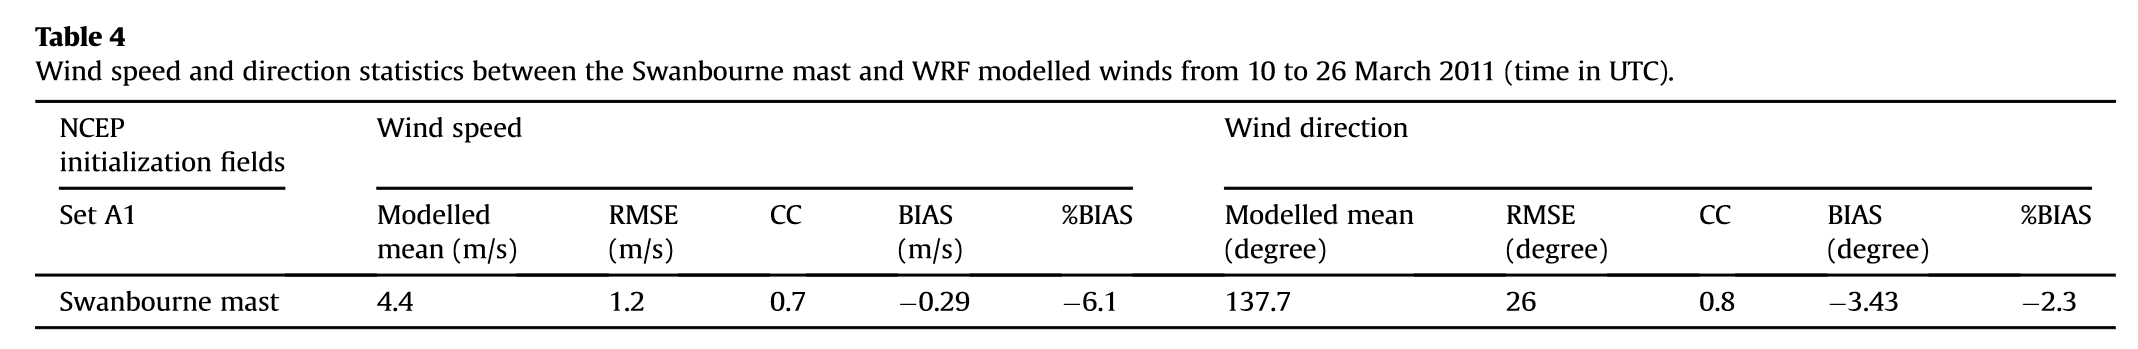 Table 4
Wind speed and direction statistics between the Swanbourne mast and WRF modelled winds from 10 to 26 March 2011 (time in UTC).
NCEP initialization fields Wind speed Wind direction
Set A1 Modelled mean (m/s) RMSE (m/s) CC BIAS (m/s) %BIAS Modelled mean (degree) RMSE (degree) CC BIAS (degree) %BIAS
Swanbourne mast 4.4 1.2 0.7 −0.29 −6.1 137.7 26 0.8 −3.43 −2.3